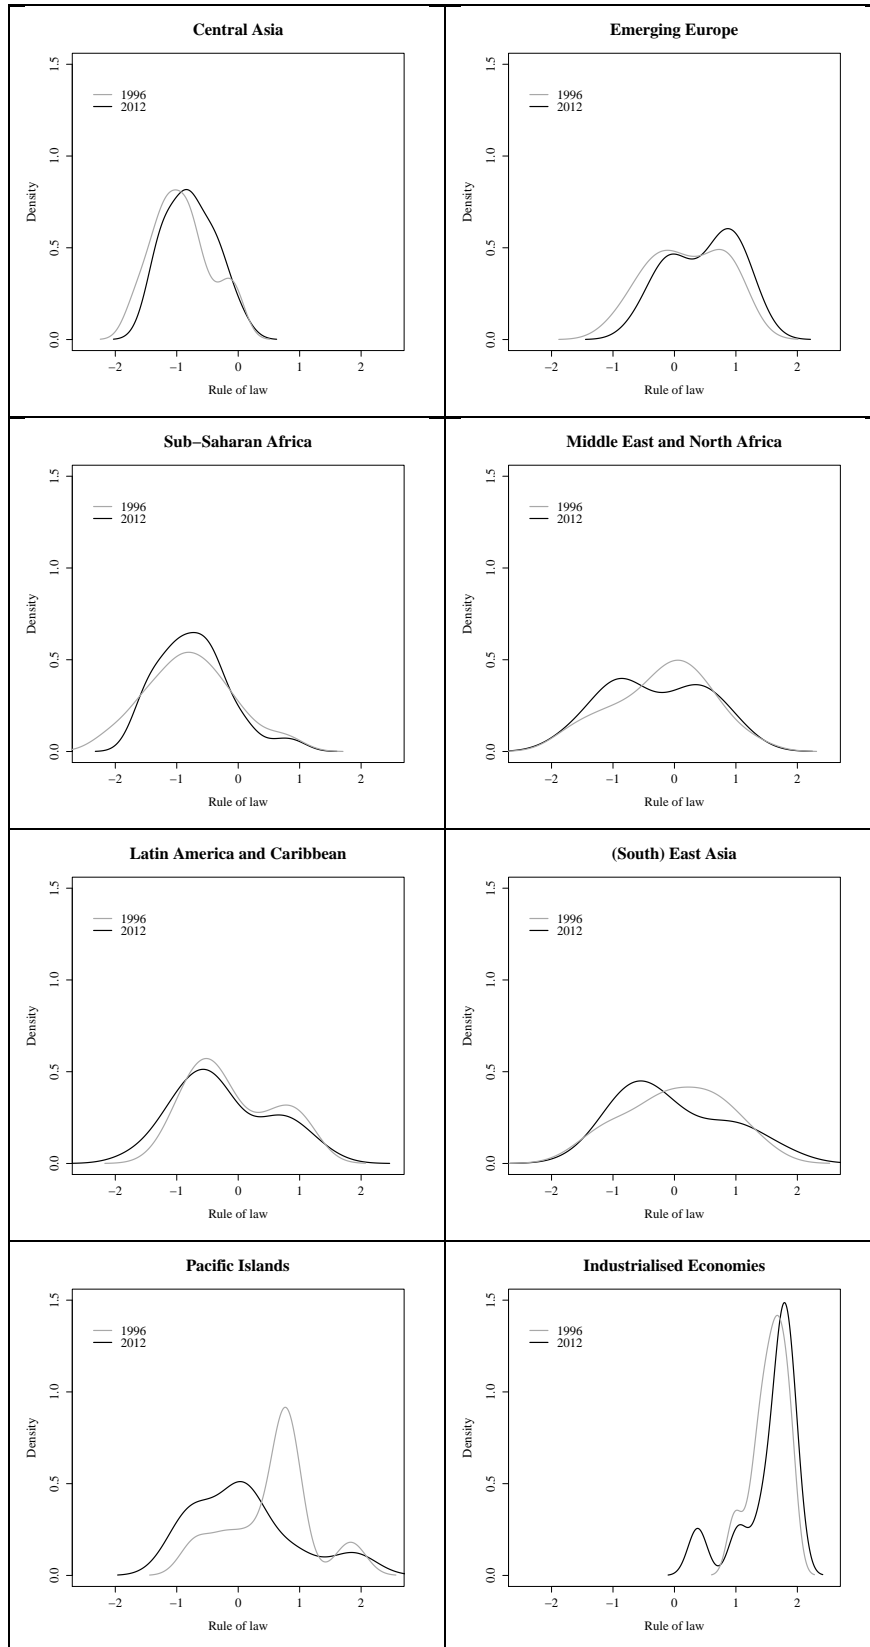 Central Asia
1996
2012
Density
0.0 0.5 1.0 1.5
−2 −1 0 1 2
Rule of law
Emerging Europe
1996
2012
Density
0.0 0.5 1.0 1.5
−2 −1 0 1 2
Rule of law
Sub−Saharan Africa
1996
2012
Density
0.0 0.5 1.0 1.5
−2 −1 0 1 2
Rule of law
Middle East and North Africa
1996
2012
Density
0.0 0.5 1.0 1.5
−2 −1 0 1 2
Rule of law
Latin America and Caribbean
1996
2012
Density
0.0 0.5 1.0 1.5
−2 −1 0 1 2
Rule of law
(South) East Asia
1996
2012
Density
0.0 0.5 1.0 1.5
−2 −1 0 1 2
Rule of law
Pacific Islands
1996
2012
Density
0.0 0.5 1.0 1.5
−2 −1 0 1 2
Rule of law
Industrialised Economies
1996
2012
Density
0.0 0.5 1.0 1.5
−2 −1 0 1 2
Rule of law